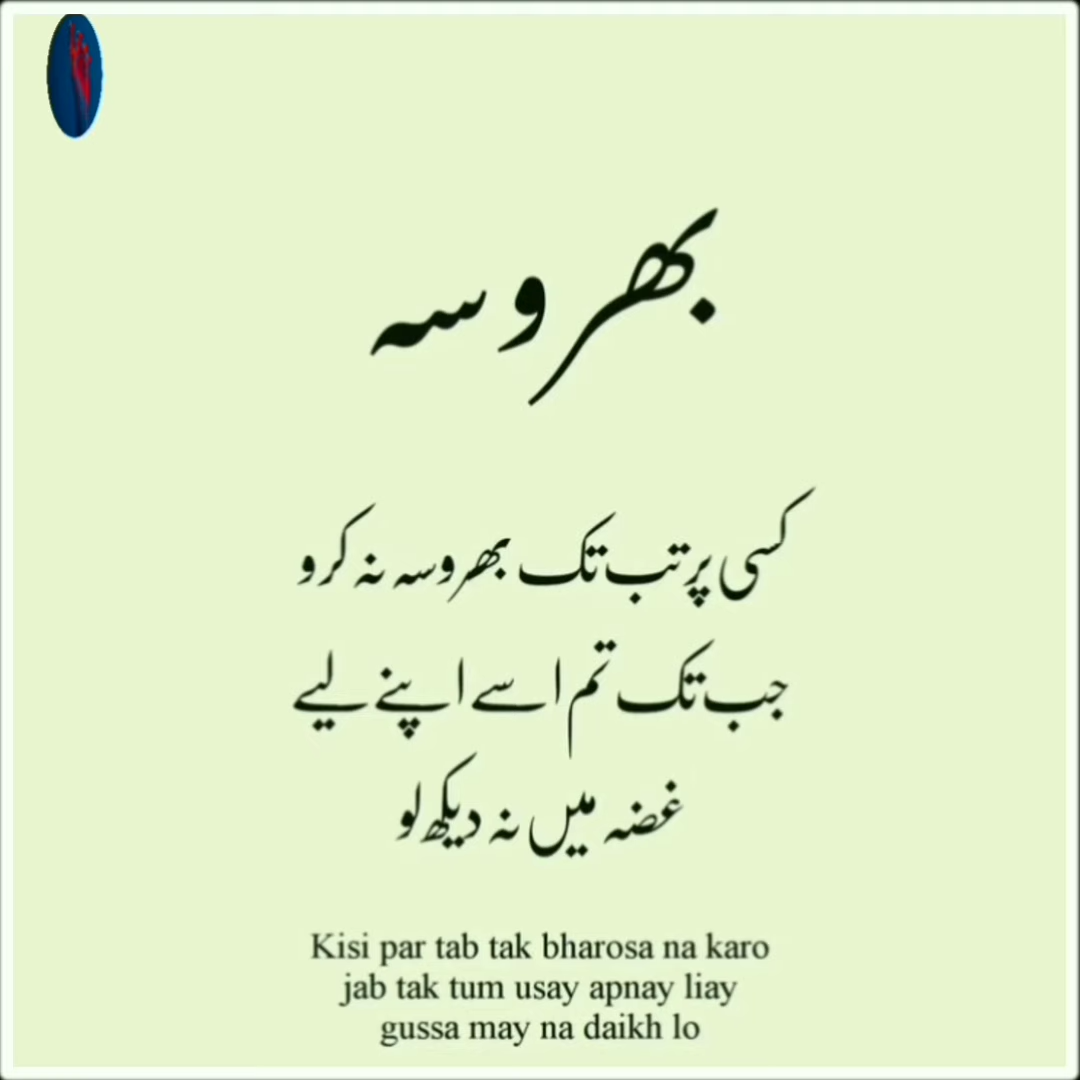 بھروسہ
کسی پر تب تک بھروسہ نہ کرو
جب تک تم اسے اپنے لیے
غضہ میں نہ دیکھ لو
Kisi par tab tak bharosa na karo
jab tak tum usay apnay liay
gussa may na daikh lo